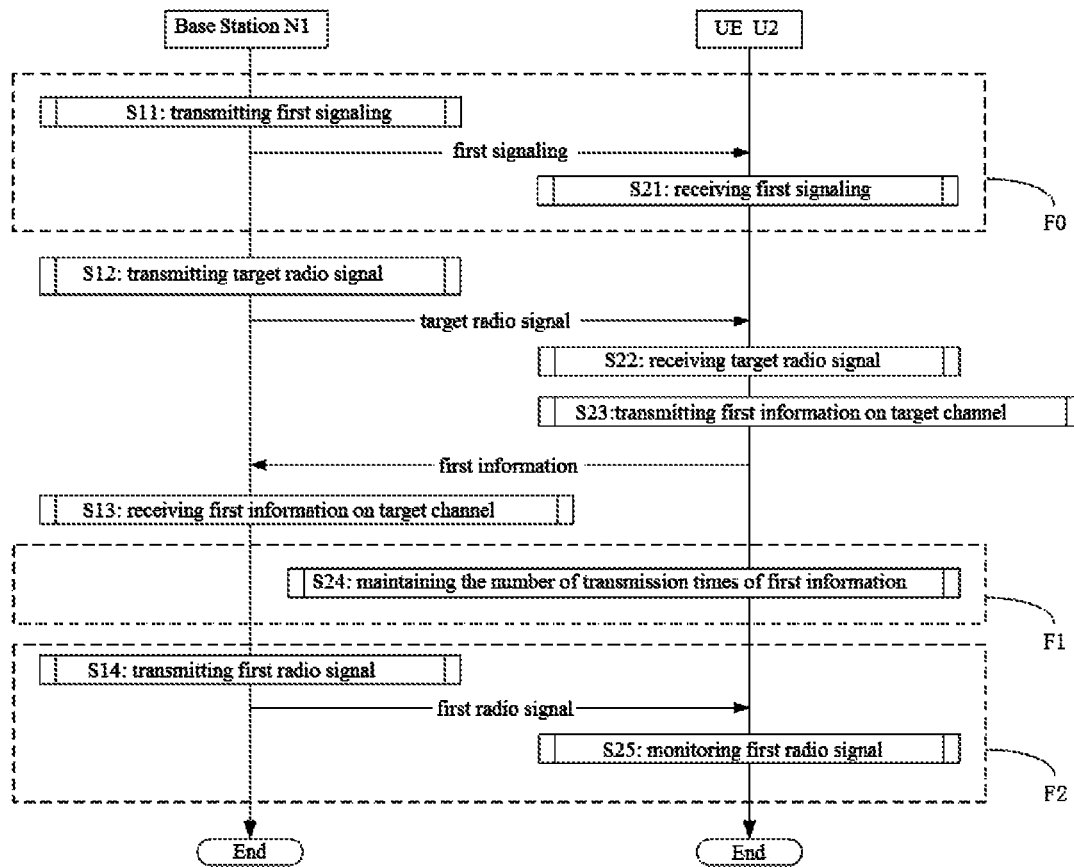 Base Station N1
UE U2
S11: transmitting first signaling
first signaling
S21: receiving first signaling
F0
S12: transmitting target radio signal
target radio signal
S22: receiving target radio signal
S23:transmitting first information on target channel
first information
S13: receiving first information on target channel
S24: maintaining the number of transmission times of first information
F1
S14: transmitting first radio signal
first radio signal
S25: monitoring first radio signal
F2
End
End